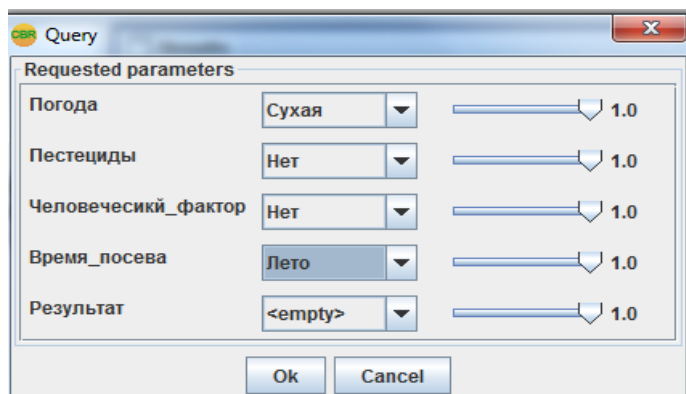 CBR Query
Requested parameters
Погода Сухая 1.0
Пестециды Нет 1.0
Человечесикй_фактор Нет 1.0
Время_посева Лето 1.0
Результат <empty> 1.0
Ok Cancel